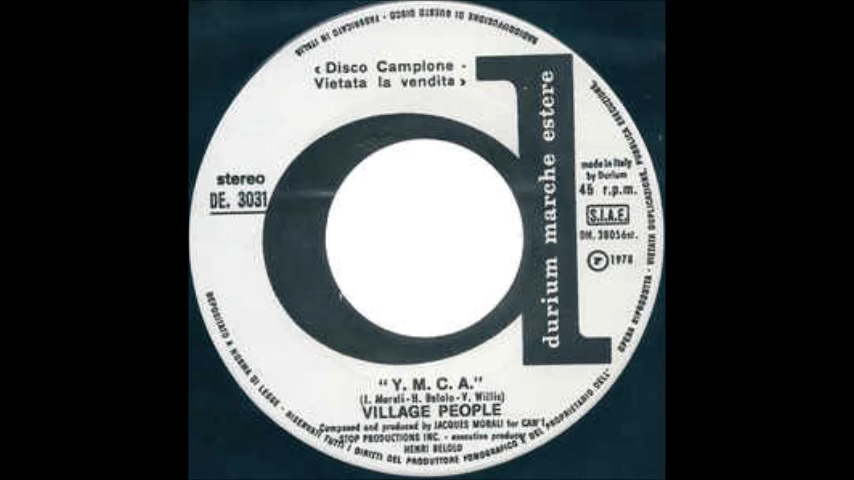 RADIODIFFUSIONE DI QUESTO DISCO - FABBRICATO IN ITALIA
« Disco Campione -
Vietata la vendita »
stereo
DE. 3031
durium marche estere
made in Italy
by Durium
45 r.p.m.
S.I.A.E.
DN. 38056st.
P 1978
" Y. M. C. A."
(J. Morali - H. Belolo - V. Willis)
VILLAGE PEOPLE
Composed and produced by JACQUES MORALI for CAN'T
STOP PRODUCTIONS INC. - executive producer
HENRI BELOLO
DEPOSITATO A NORMA DI LEGGE - RISERVATI TUTTI I DIRITTI DEL PRODUTTORE FONOGRAFICO E DEL PROPRIETARIO DELL'
OPERA RIPRODOTTA - VIETATA DUPLICAZIONE, PUBBLICA ESECUZIONE,